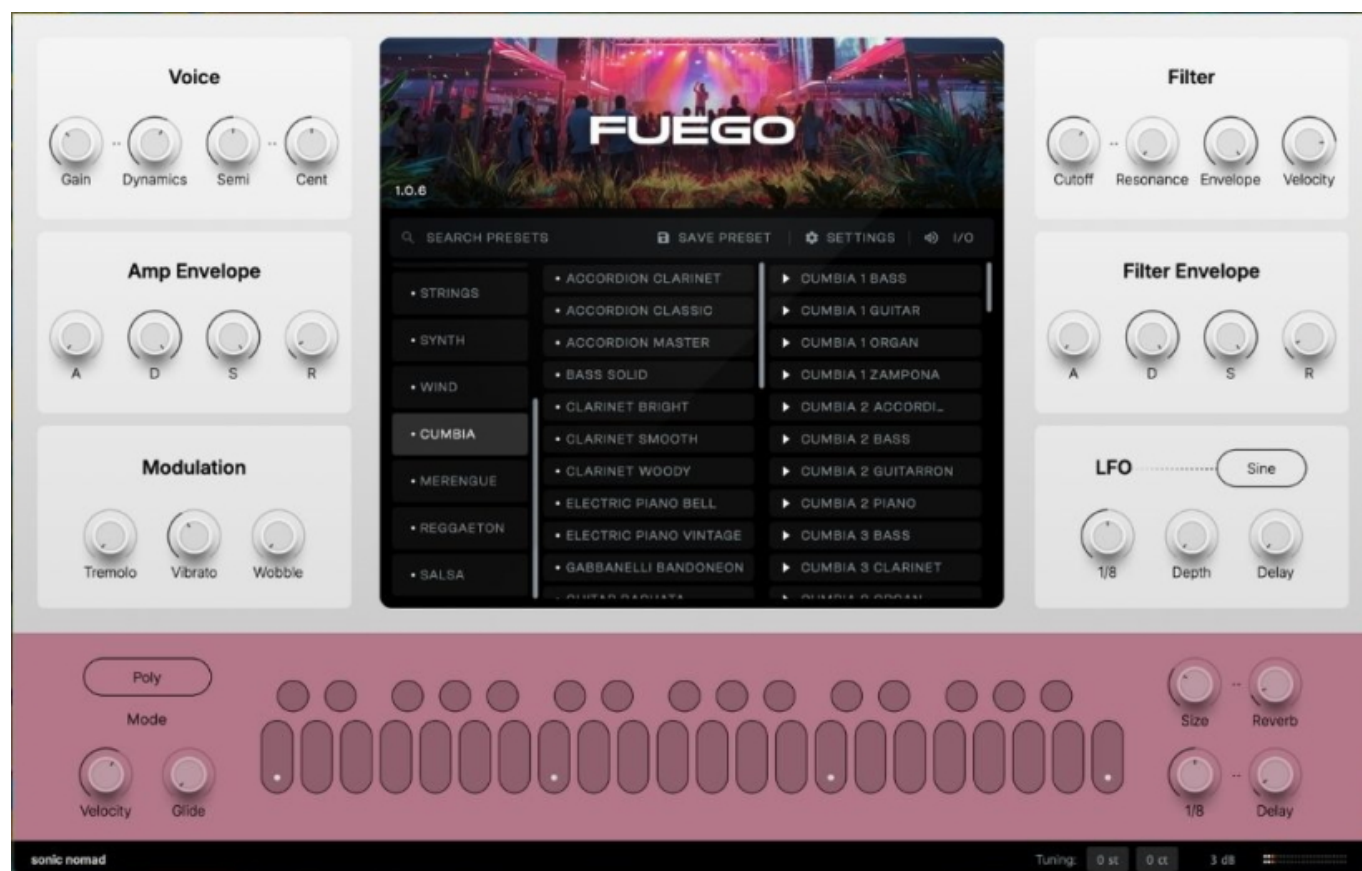 Voice
Gain
Dynamics
Semi
Cent
Amp Envelope
A
D
S
R
Modulation
Tremolo
Vibrato
Wobble
FUEGO
1.0.6
SEARCH PRESETS
SAVE PRESET
SETTINGS
I/O
• STRINGS
• SYNTH
• WIND
• CUMBIA
• MERENGUE
• REGGAETON
• SALSA
• ACCORDION CLARINET
• ACCORDION CLASSIC
• ACCORDION MASTER
• BASS SOLID
• CLARINET BRIGHT
• CLARINET SMOOTH
• CLARINET WOODY
• ELECTRIC PIANO BELL
• ELECTRIC PIANO VINTAGE
• GABBANELLI BANDONEON
▶ CUMBIA 1 BASS
▶ CUMBIA 1 GUITAR
▶ CUMBIA 1 ORGAN
▶ CUMBIA 1 ZAMPONA
▶ CUMBIA 2 ACCORDI…
▶ CUMBIA 2 BASS
▶ CUMBIA 2 GUITARRON
▶ CUMBIA 2 PIANO
▶ CUMBIA 3 BASS
▶ CUMBIA 3 CLARINET
Filter
Cutoff
Resonance
Envelope
Velocity
Filter Envelope
A
D
S
R
LFO
Sine
1/8
Depth
Delay
Poly
Mode
Velocity
Glide
Size
Reverb
1/8
Delay
sonic nomad
Tuning:
0 st
0 ct
3 dB